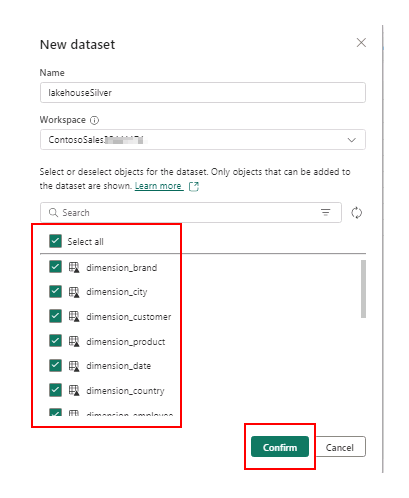 New dataset
Name
lakehouseSilver
Workspace
ContosoSales
Select or deselect objects for the dataset. Only objects that can be added to
the dataset are shown. Learn more
Search
Select all
dimension_brand
dimension_city
dimension_customer
dimension_product
dimension_date
dimension_country
dimension_employee
Confirm Cancel